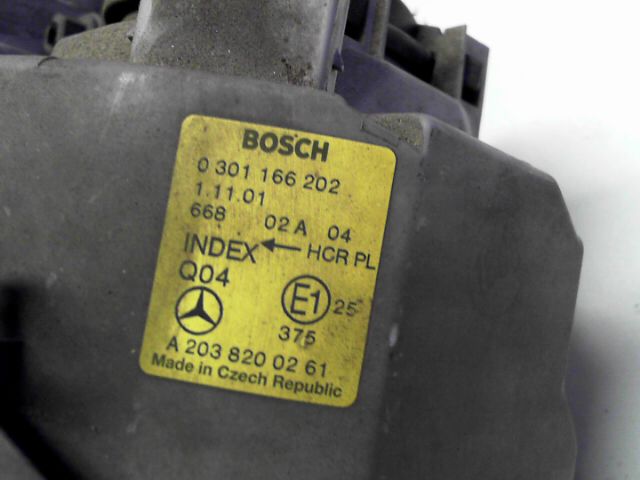 BOSCH
0 301 166 202
1.11.01
668 02 A 04
INDEX ← HCR PL
Q04
E1 25
375
A 203 820 02 61
Made in Czech Republic